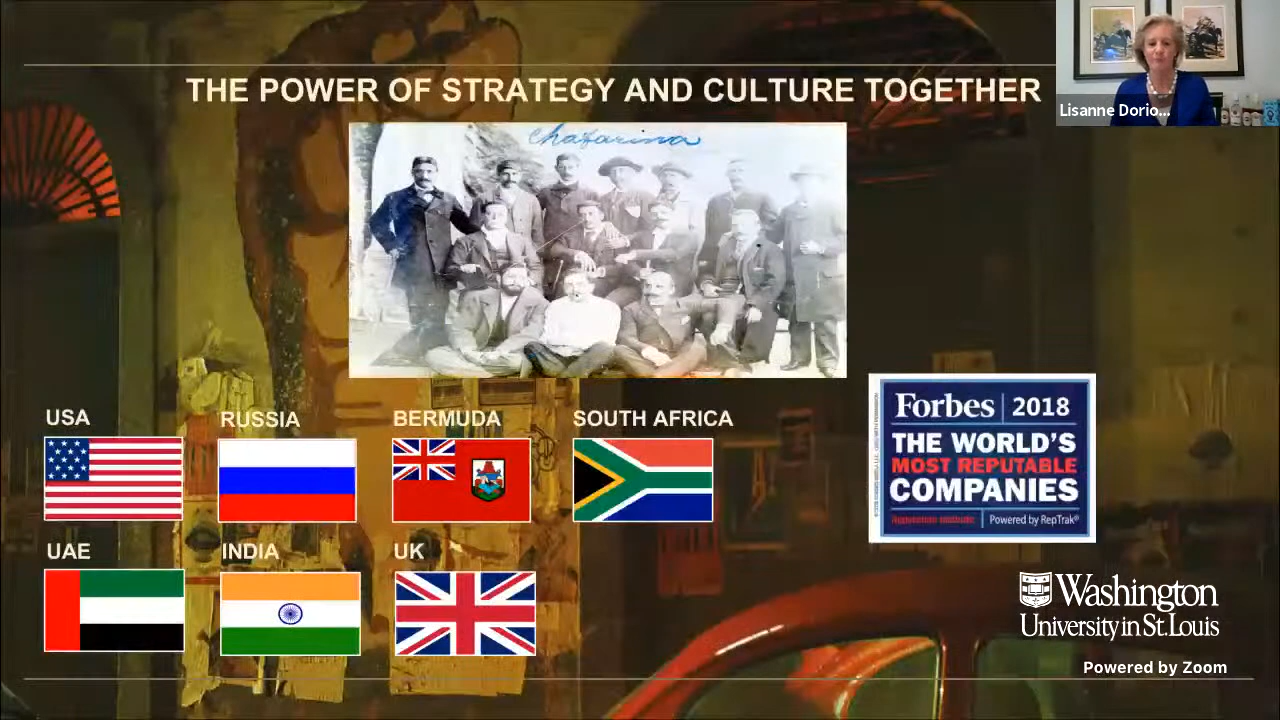 Lisanne Dorio...
THE POWER OF STRATEGY AND CULTURE TOGETHER
Chafarina
USA
RUSSIA
BERMUDA
SOUTH AFRICA
Forbes | 2018
THE WORLD'S
MOST REPUTABLE
COMPANIES
Powered by RepTrak®
UAE
INDIA
UK
Washington
University in St. Louis
Powered by Zoom